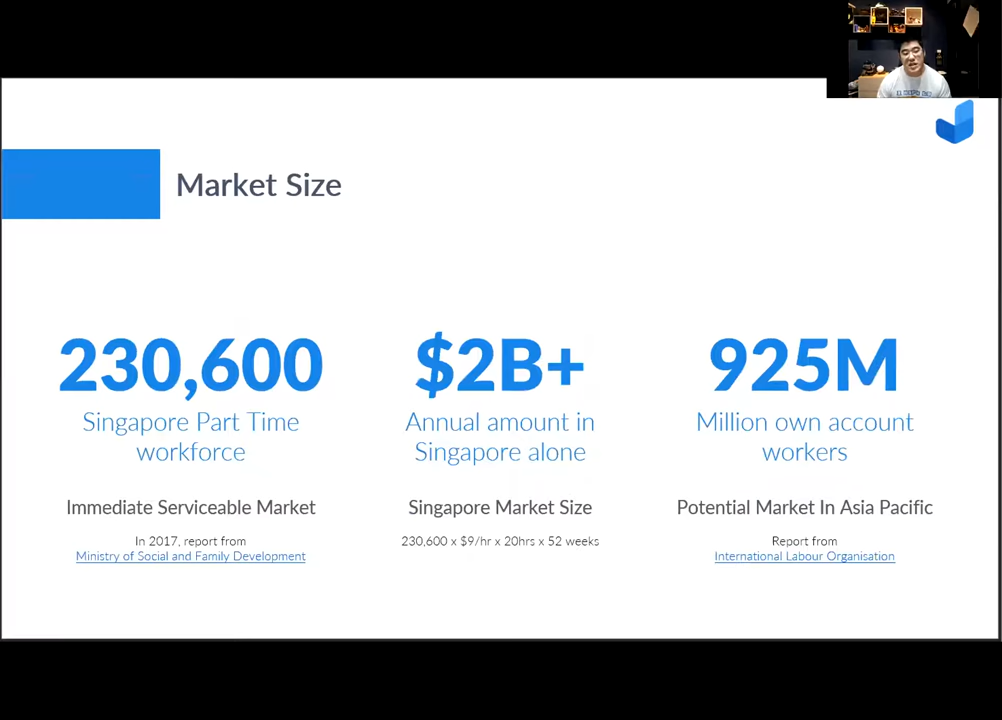 Market Size
230,600
Singapore Part Time
workforce
Immediate Serviceable Market
In 2017, report from
Ministry of Social and Family Development
$2B+
Annual amount in
Singapore alone
Singapore Market Size
230,600 x $9/hr x 20hrs x 52 weeks
925M
Million own account
workers
Potential Market In Asia Pacific
Report from
International Labour Organisation